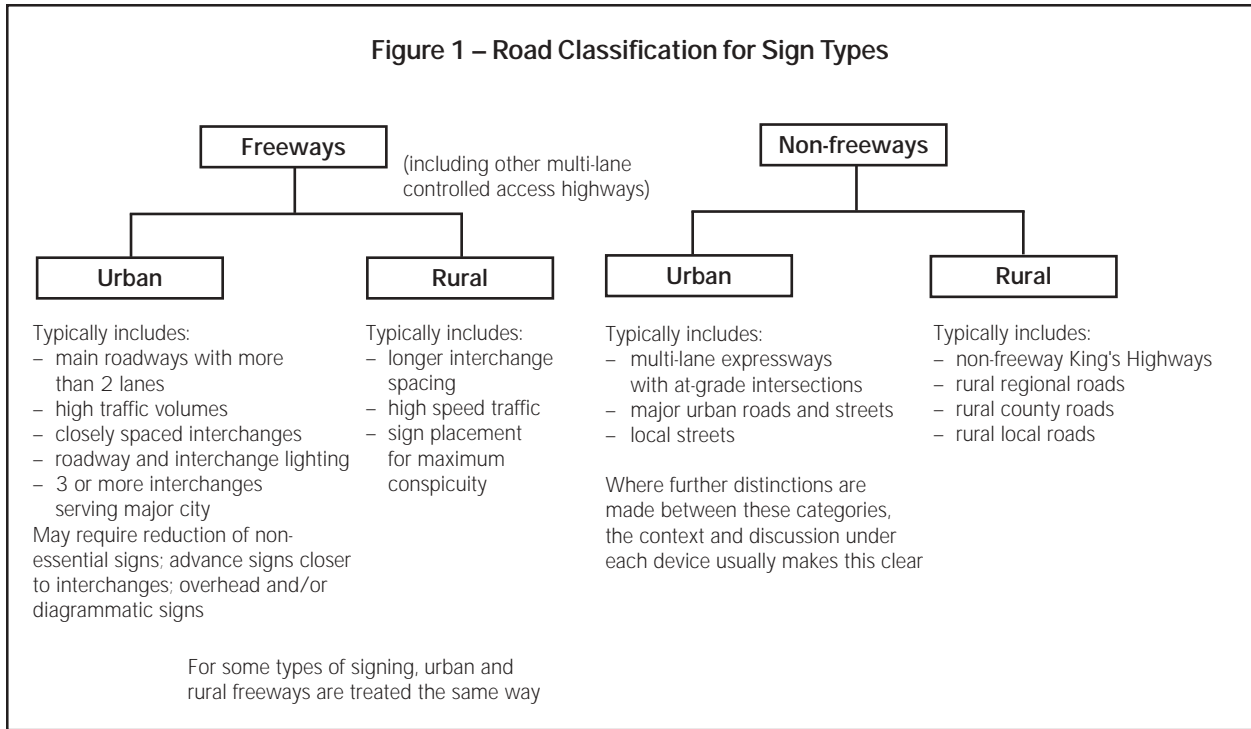 Figure 1 – Road Classification for Sign Types
Freeways
(including other multi-lane
controlled access highways)
Urban
Typically includes:
– main roadways with more
than 2 lanes
– high traffic volumes
– closely spaced interchanges
– roadway and interchange lighting
– 3 or more interchanges
serving major city
May require reduction of non-
essential signs; advance signs closer
to interchanges; overhead and/or
diagrammatic signs
Rural
Typically includes:
– longer interchange
spacing
– high speed traffic
– sign placement
for maximum
conspicuity
For some types of signing, urban and
rural freeways are treated the same way
Non-freeways
Urban
Typically includes:
– multi-lane expressways
with at-grade intersections
– major urban roads and streets
– local streets
Where further distinctions are
made between these categories,
the context and discussion under
each device usually makes this clear
Rural
Typically includes:
– non-freeway King's Highways
– rural regional roads
– rural county roads
– rural local roads